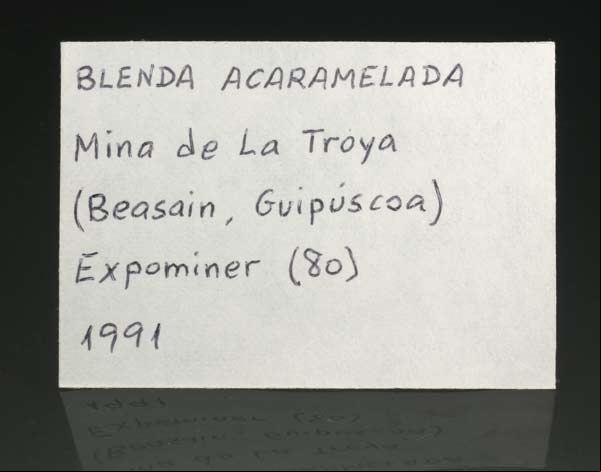 BLENDA ACARAMELADA
Mina de La Troya
(Beasain, Guipúscoa)
Expominer (80)
1991